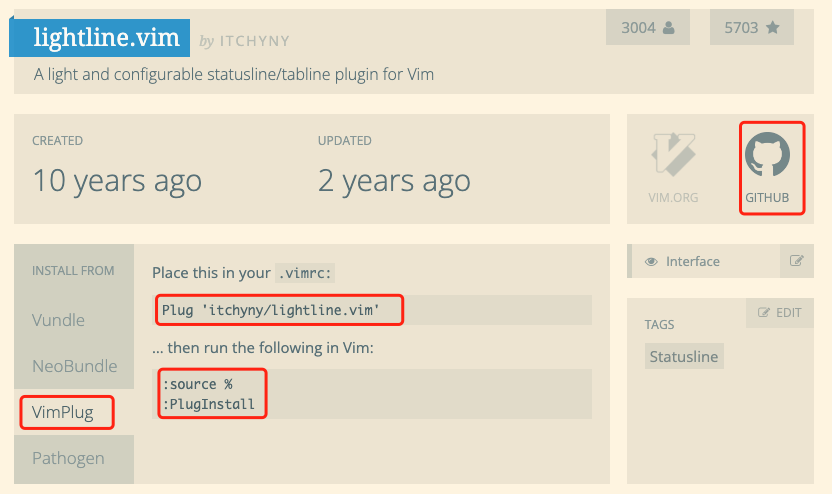 lightline.vim by ITCHYNY
3004
5703
A light and configurable statusline/tabline plugin for Vim
CREATED
10 years ago
UPDATED
2 years ago
VIM.ORG
GITHUB
INSTALL FROM
Vundle
NeoBundle
VimPlug
Pathogen
Place this in your .vimrc:
Plug 'itchyny/lightline.vim'
... then run the following in Vim:
:source %
:PlugInstall
Interface
EDIT
TAGS
Statusline